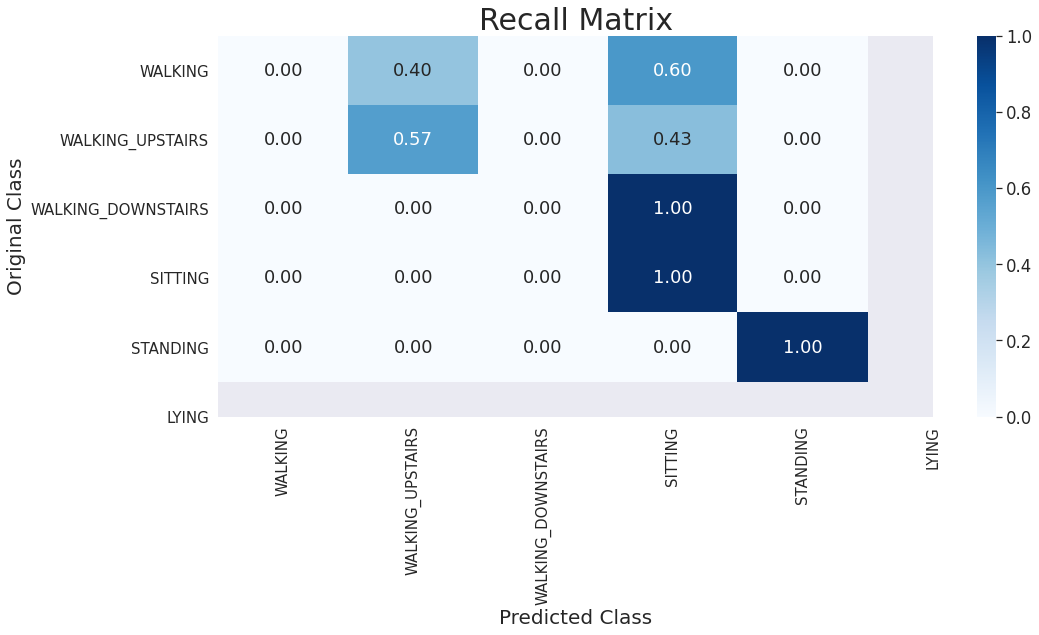 Recall Matrix
Original Class
WALKING 0.00 0.40 0.00 0.60 0.00
WALKING_UPSTAIRS 0.00 0.57 0.00 0.43 0.00
WALKING_DOWNSTAIRS 0.00 0.00 0.00 1.00 0.00
SITTING 0.00 0.00 0.00 1.00 0.00
STANDING 0.00 0.00 0.00 0.00 1.00
LYING
WALKING
WALKING_UPSTAIRS
WALKING_DOWNSTAIRS
SITTING
STANDING
LYING
Predicted Class
1.0
0.8
0.6
0.4
0.2
0.0